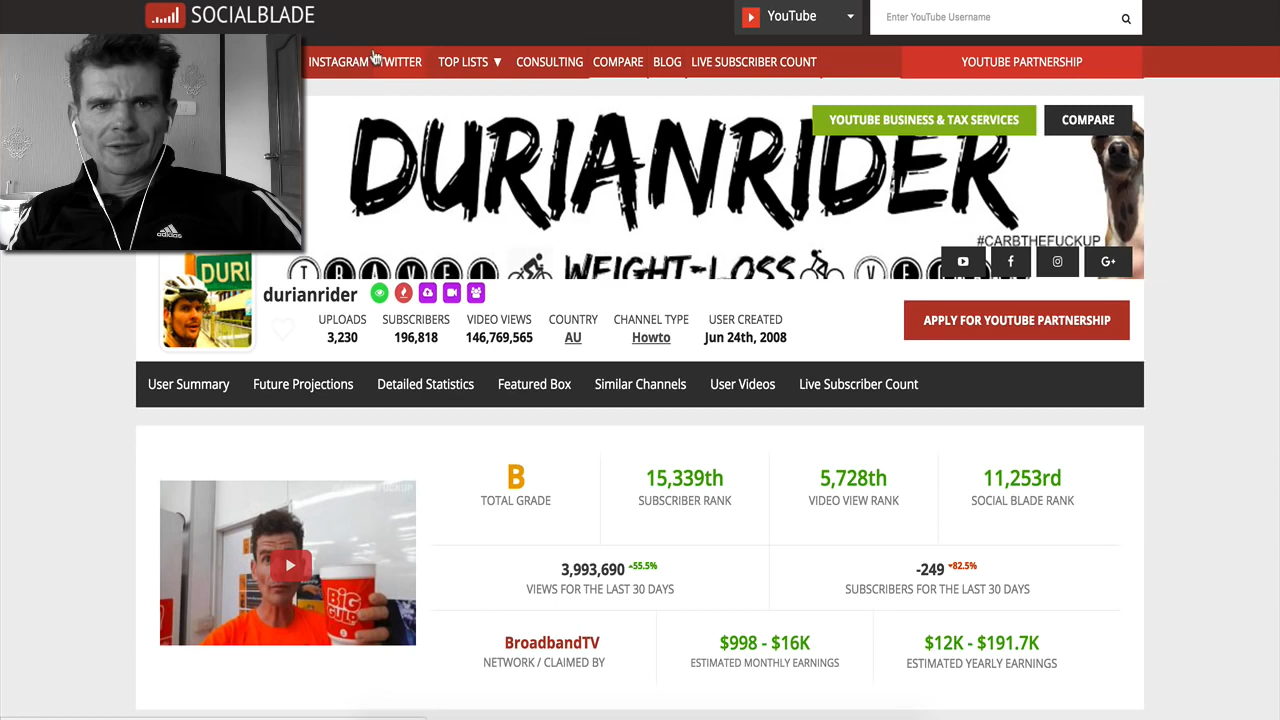 SOCIALBLADE
YouTube
Enter YouTube Username
INSTAGRAM TWITTER TOP LISTS ▼ CONSULTING COMPARE BLOG LIVE SUBSCRIBER COUNT YOUTUBE PARTNERSHIP
YOUTUBE BUSINESS & TAX SERVICES COMPARE
DURIANRIDER
#CARBTHEFUCKUP
TRAVEL WEIGHT-LOSS
adidas
DURI
durianrider
UPLOADS SUBSCRIBERS VIDEO VIEWS COUNTRY CHANNEL TYPE USER CREATED
3,230 196,818 146,769,565 AU Howto Jun 24th, 2008
APPLY FOR YOUTUBE PARTNERSHIP
User Summary Future Projections Detailed Statistics Featured Box Similar Channels User Videos Live Subscriber Count
B 15,339th 5,728th 11,253rd
TOTAL GRADE SUBSCRIBER RANK VIDEO VIEW RANK SOCIAL BLADE RANK
3,993,690 55.5% -249 82.5%
VIEWS FOR THE LAST 30 DAYS SUBSCRIBERS FOR THE LAST 30 DAYS
BIG
GULP
BroadbandTV $998 - $16K $12K - $191.7K
NETWORK / CLAIMED BY ESTIMATED MONTHLY EARNINGS ESTIMATED YEARLY EARNINGS